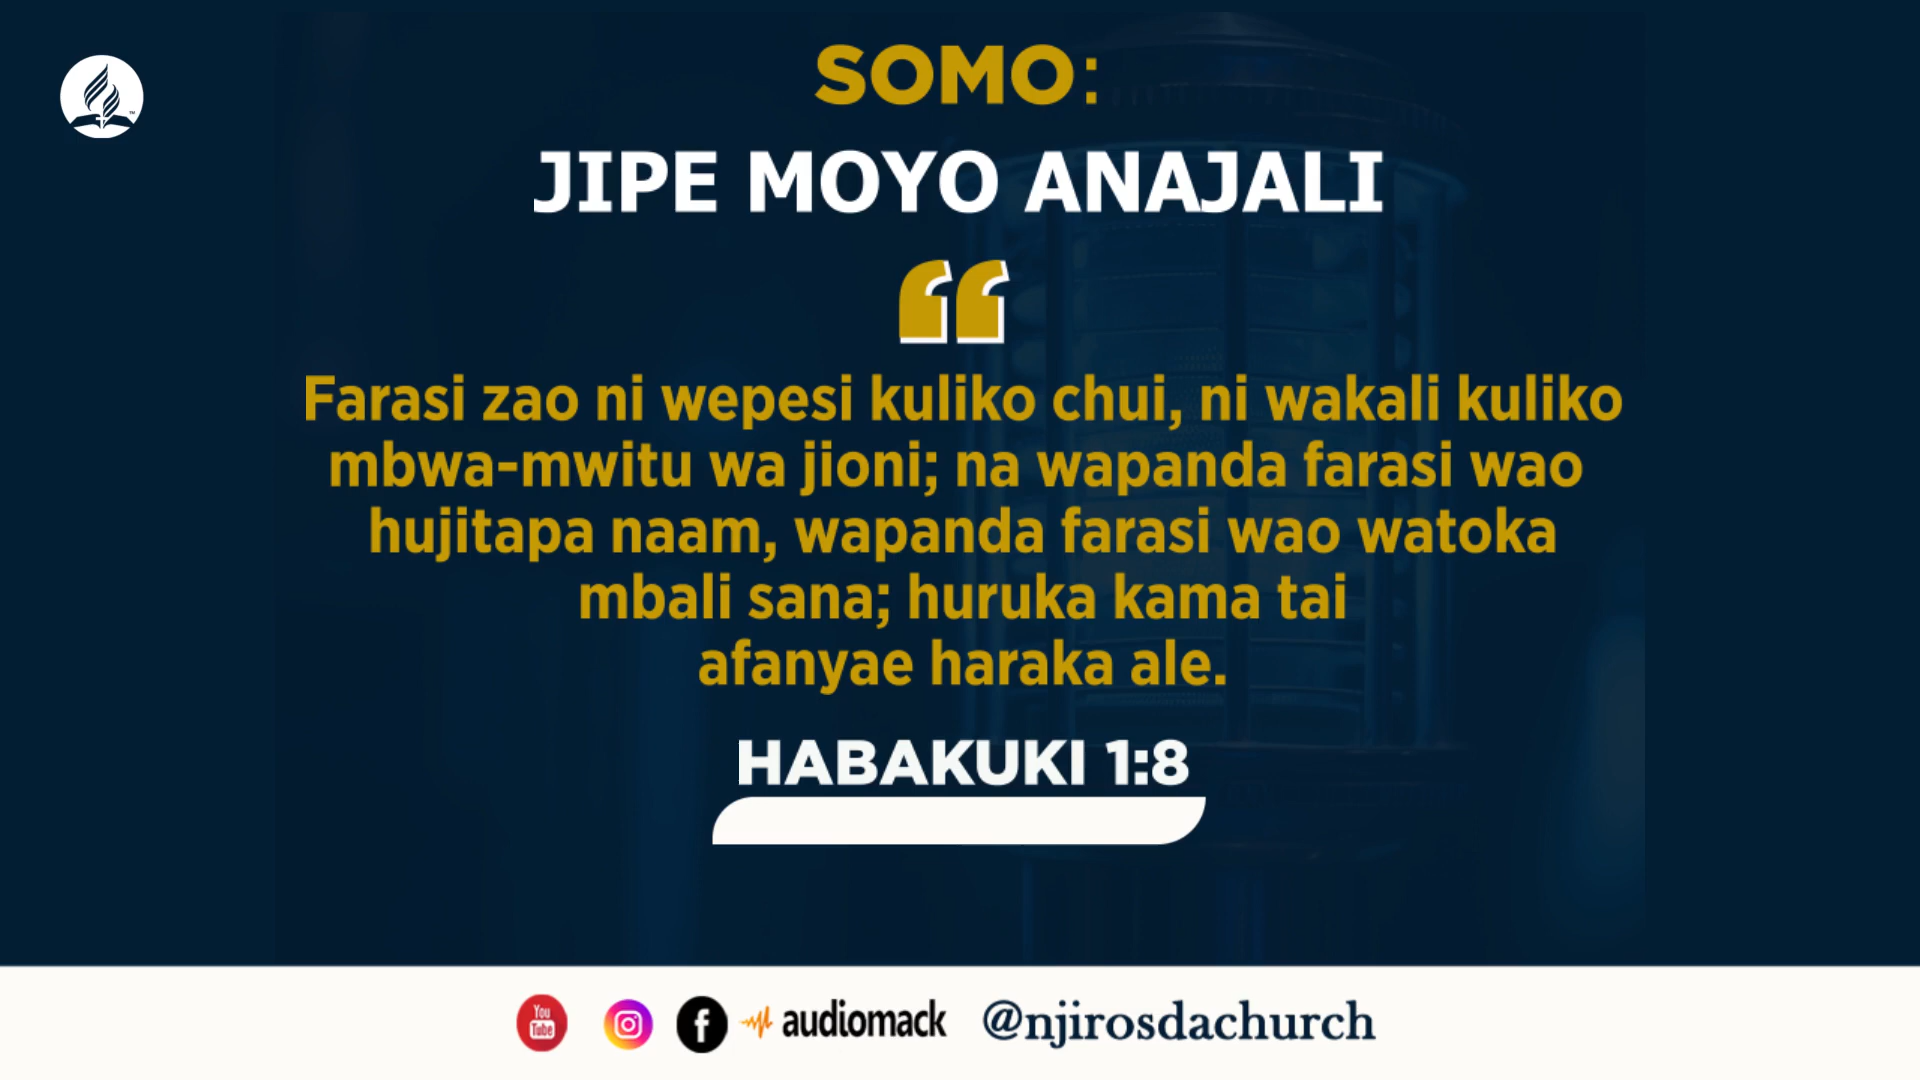 SOMO:
JIPE MOYO ANAJALI
“
Farasi zao ni wepesi kuliko chui, ni wakali kuliko
mbwa-mwitu wa jioni; na wapanda farasi wao
hujitapa naam, wapanda farasi wao watoka
mbali sana; huruka kama tai
afanyae haraka ale.
HABAKUKI 1:8
You
Tube
audiomack @njirosdachurch